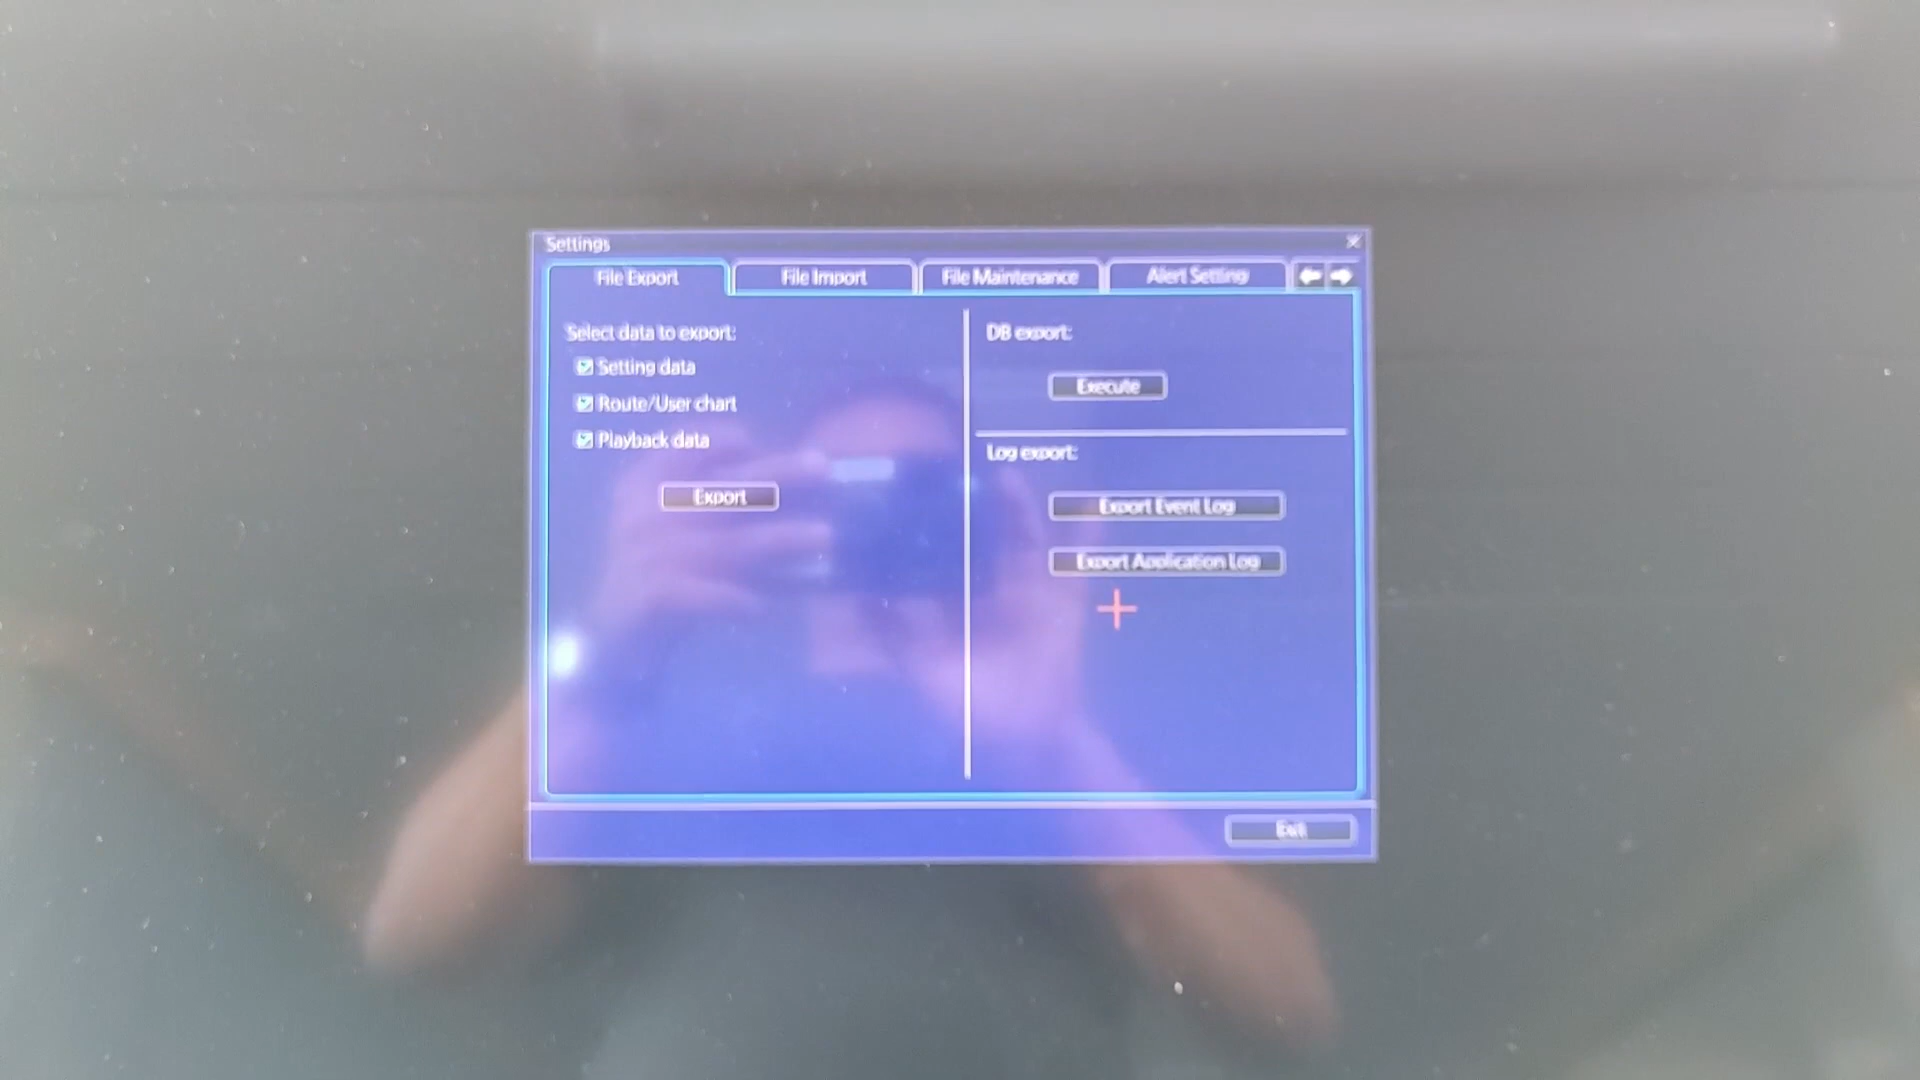 Settings
File Export
File Import
File Maintenance
Alert Setting
Select data to export:
Setting data
Route/User chart
Playback data
Export
DB export:
Execute
Log export:
Export Event Log
Export Application Log
Exit